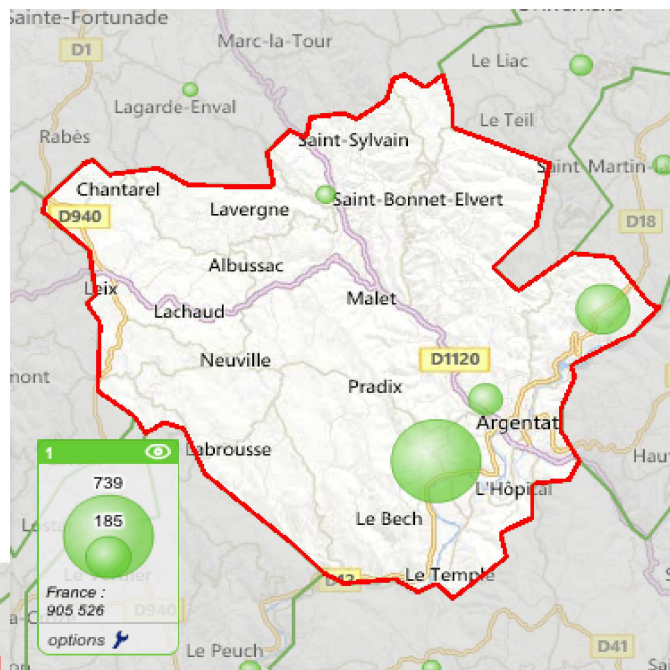 Sainte-Fortunade
D1
Marc-la-Tour
Le Liac
Lagarde-Enval
Le Teil
Rabès
Saint-Sylvain
Saint Martin-L
Chantarel
Saint-Bonnet-Elvert
Lavergne
D940
D18
Albussac
Leix
Malet
Lachaud
Neuville
D1120
mont
Pradix
Argentat
Labrousse
1
Hau
739
L'Hôpital
185
Le Bech
Le Temple
D940
France :
905 526
options
D41
Le Peuch